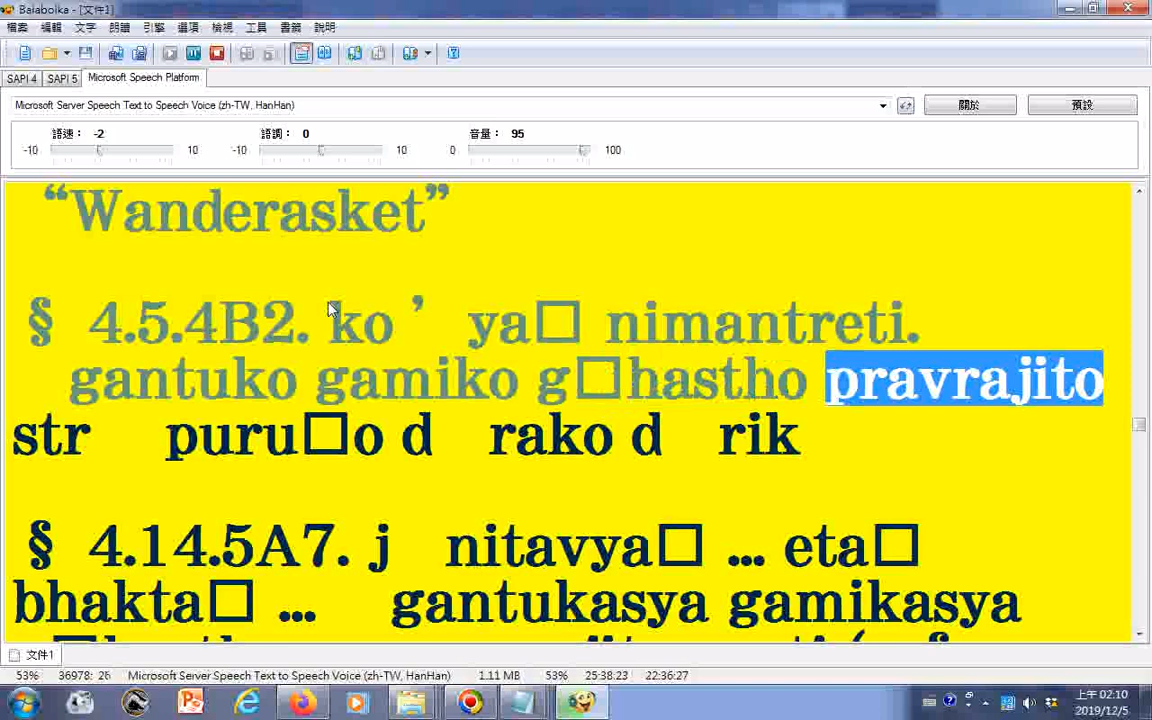 Balabolka - [文件1]
檔案 編輯 文字 朗讀 引擎 選項 檢視 工具 書籤 說明
SAPI 4 SAPI 5 Microsoft Speech Platform
Microsoft Server Speech Text to Speech Voice (zh-TW, HanHan) 關於 預設
語速： -2 語調： 0 音量： 95
-10 10 -10 10 0 100
“Wanderasket”
§ 4.5.4B2. ko ’ ya□ nimantreti.
gantuko gamiko g□hastho pravrajito
str puru□o d rako d rik
§ 4.14.5A7. j nitavya□ ... eta□
bhakta□ ... gantukasya gamikasya
文件1
53% 36978: 26 Microsoft Server Speech Text to Speech Voice (zh-TW, HanHan) 1.11 MB 53% 25:38:23 22:36:27
上午 02:10
2019/12/5